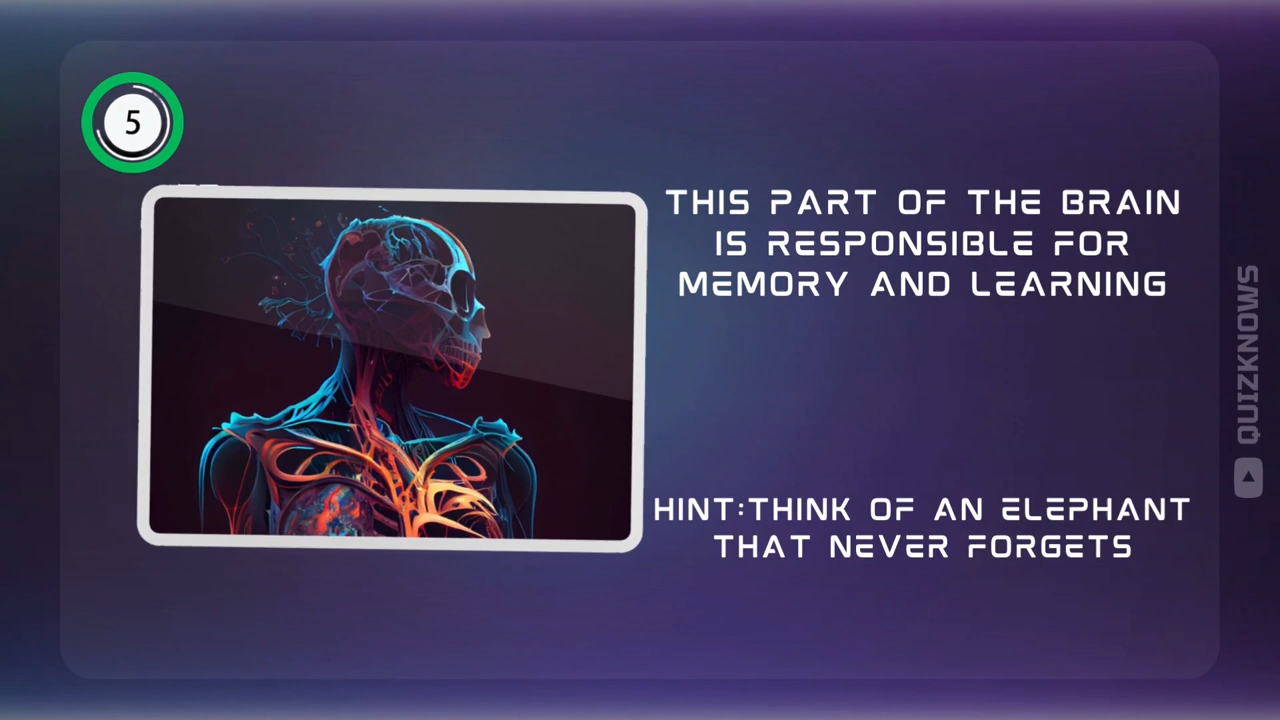 5
THIS PART OF THE BRAIN
IS RESPONSIBLE FOR
MEMORY AND LEARNING
HINT:THINK OF AN ELEPHANT
THAT NEVER FORGETS
QUIZKNOWS